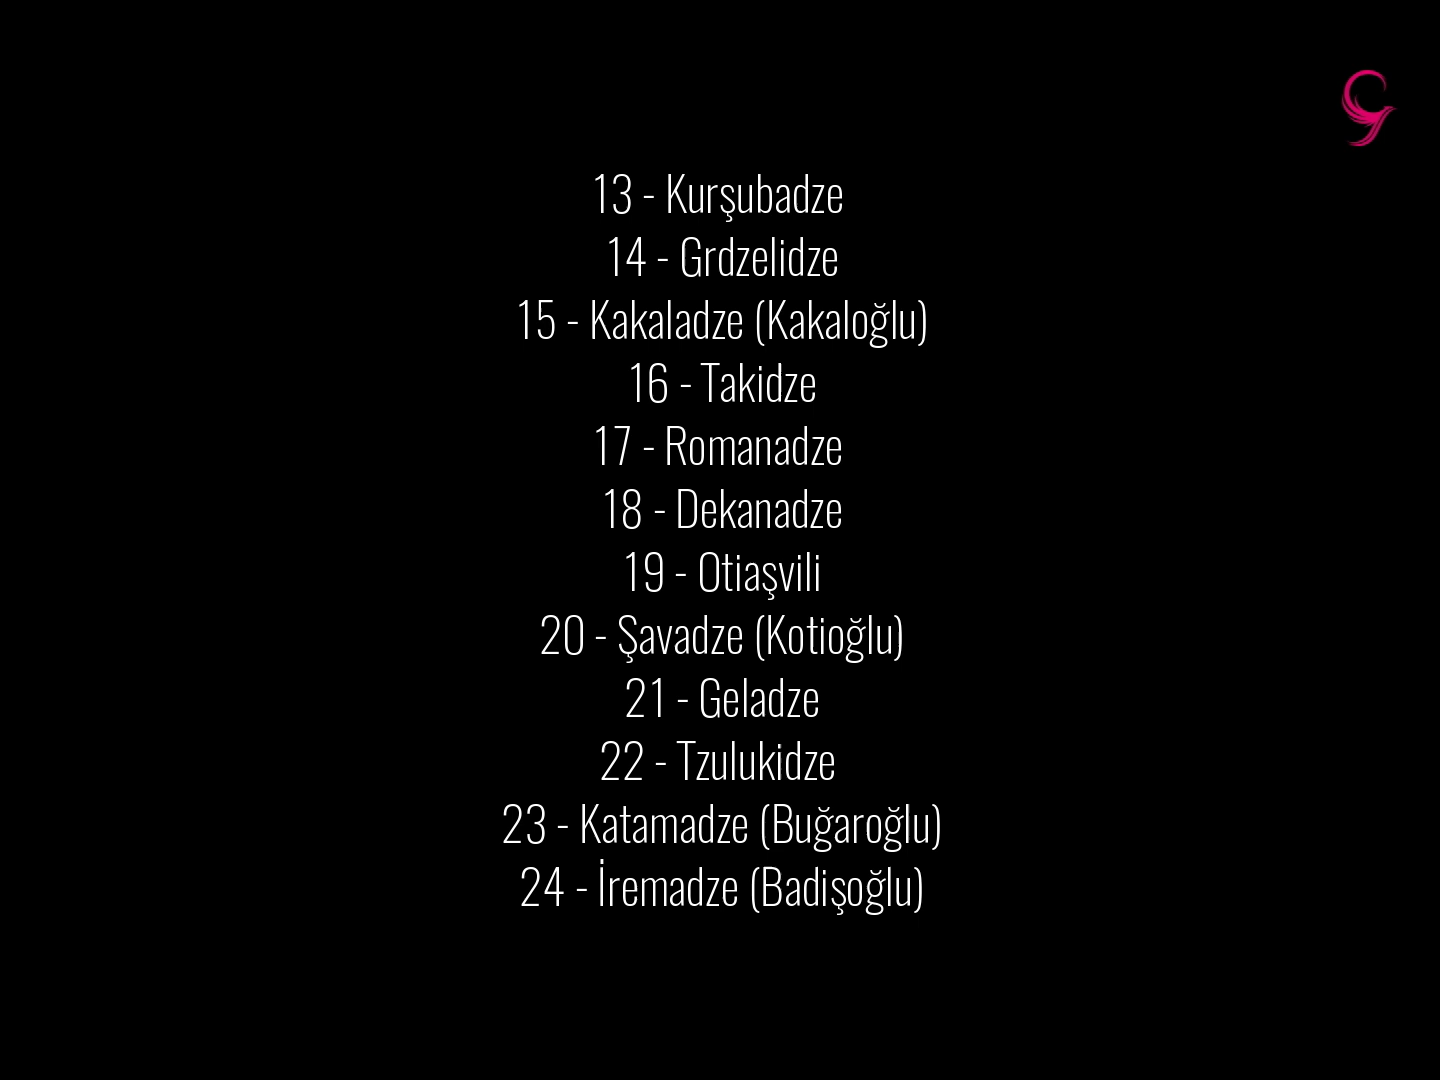 13 - Kurşubadze
14 - Grdzelidze
15 - Kakaladze (Kakaloğlu)
16 - Takidze
17 - Romanadze
18 - Dekanadze
19 - Otiaşvili
20 - Şavadze (Kotioğlu)
21 - Geladze
22 - Tzulukidze
23 - Katamadze (Buğaroğlu)
24 - İremadze (Badişoğlu)